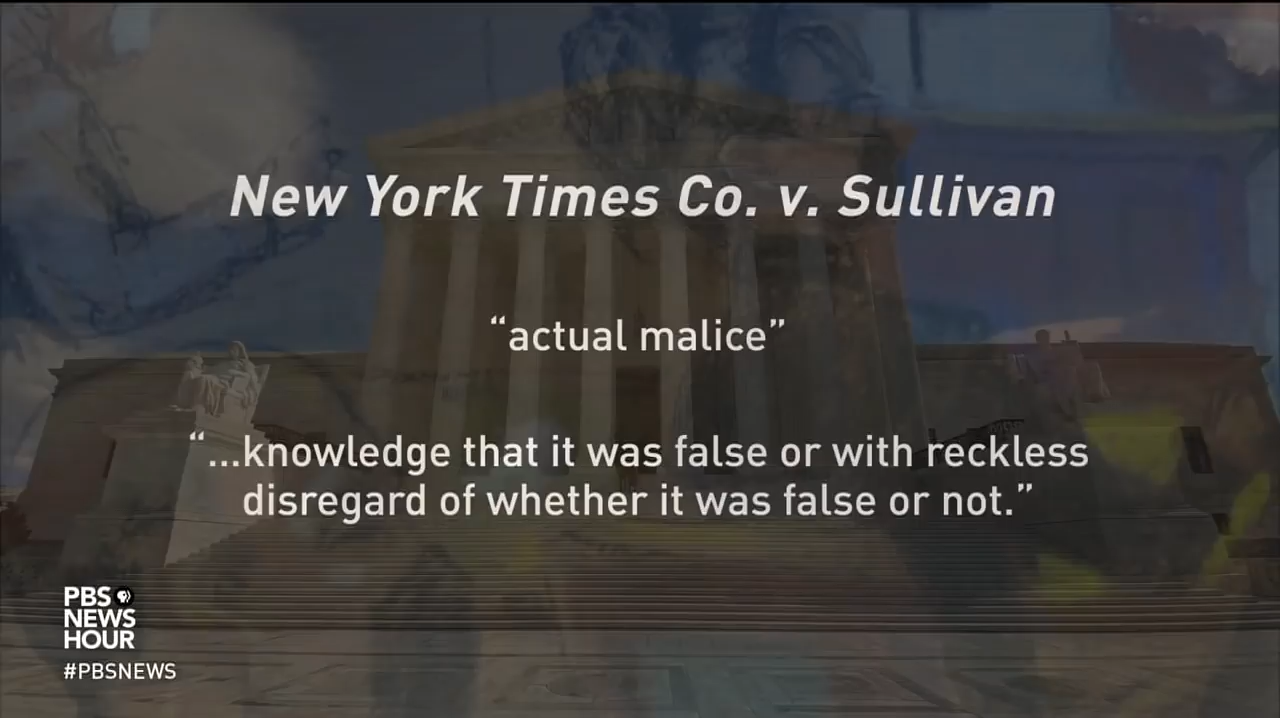 New York Times Co. v. Sullivan
“actual malice”
“...knowledge that it was false or with reckless
disregard of whether it was false or not.”
PBS
NEWS
HOUR
#PBSNEWS